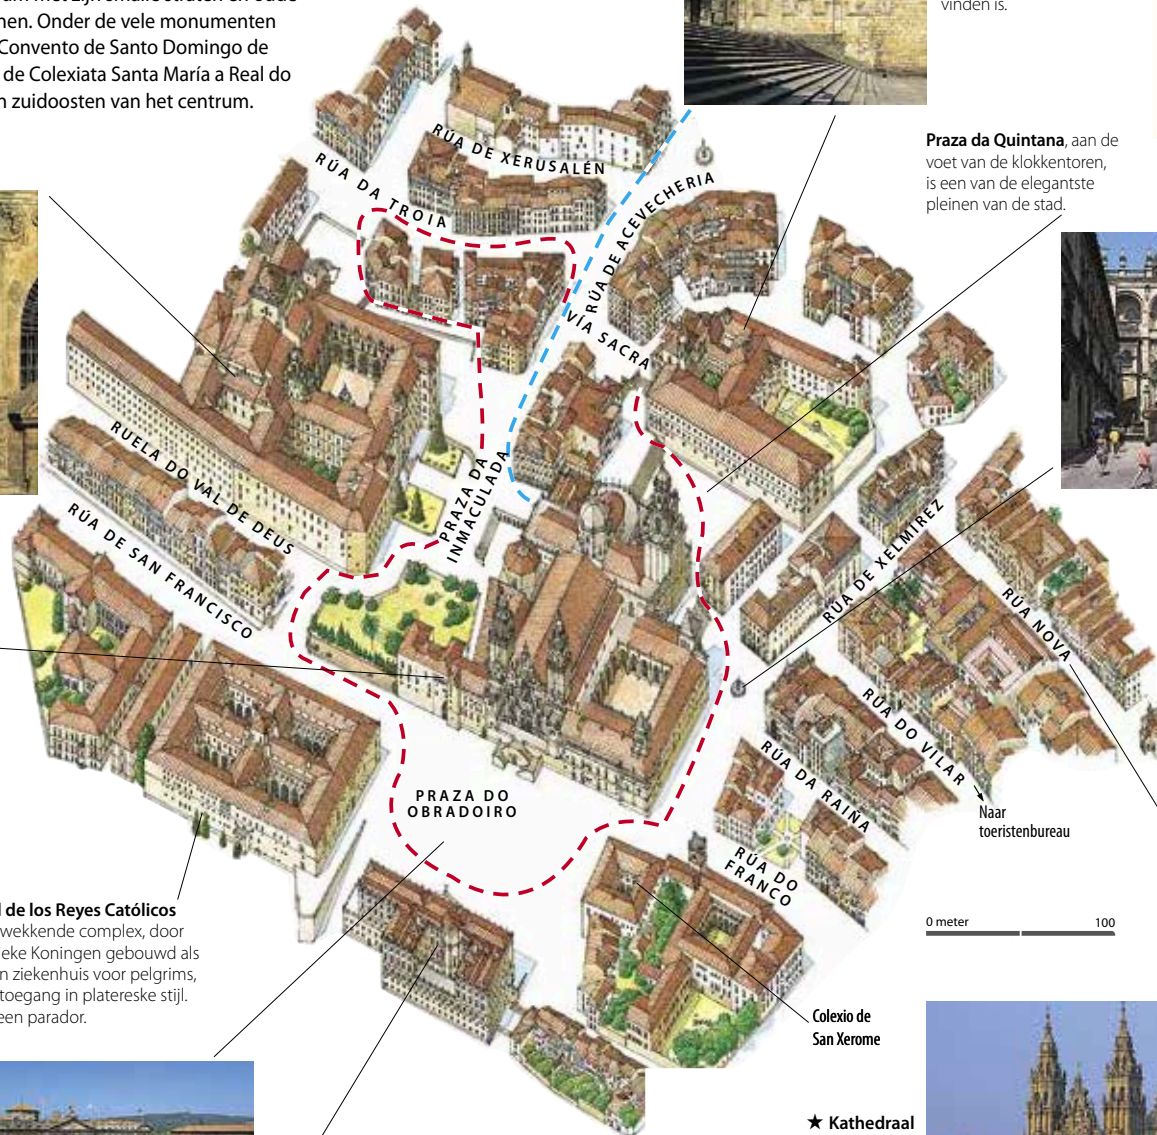 met zijn smalle straten en oude
Onder de vele monumenten
Convento de Santo Domingo de
de Colexiata Santa María a Real do
zuidoosten van het centrum.
vinden is.
Praza da Quintana, aan de
voet van de klokkentoren,
is een van de elegantste
pleinen van de stad.
RÚA DE XERUSALÉN
RÚA DA TROIA
RÚA DE ACEVECHERIA
VÍA SACRA
RUELA DO VAL DE DEUS
PRAZA DA
INMACULADA
RÚA DE SAN FRANCISCO
RÚA DE XELMIREZ
RÚA NOVA
RÚA DO VILAR
RÚA DA RAIÑA
Naar
toeristenbureau
PRAZA DO
OBRADOIRO
RÚA DO
FRANCO
de los Reyes Católicos
complex, door
Koningen gebouwd als
ziekenhuis voor pelgrims,
toegang in platereske stijl.
een parador.
0 meter 100
Colexio de
San Xerome
★ Kathedraal